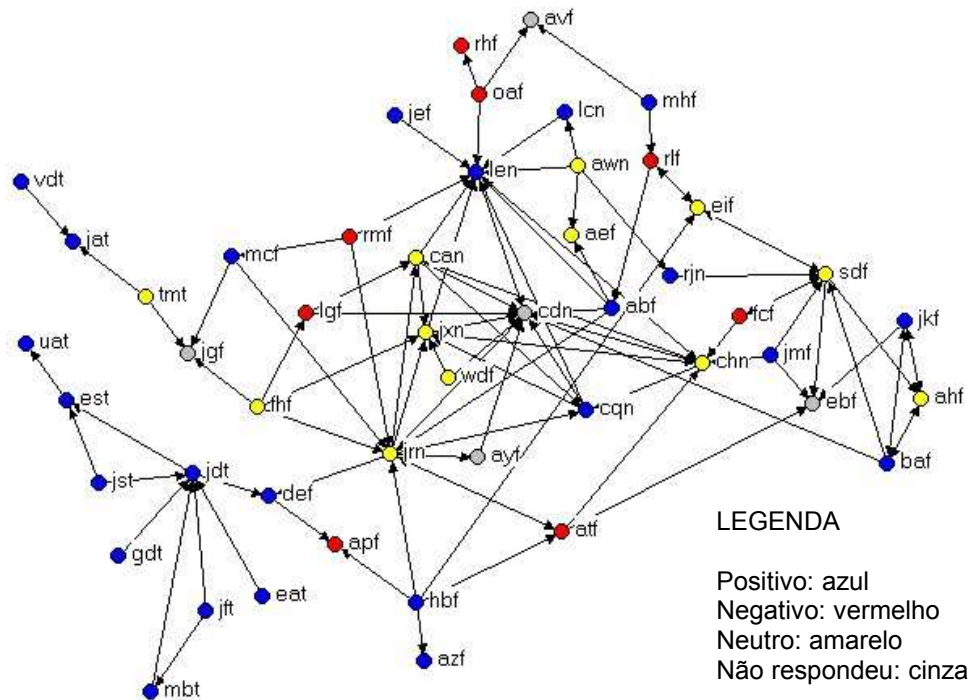 avf
rhf
oaf
mhf
jef
lcn
len
awn
rlf
vdt
eif
jat
rmf
aef
mcf
can
rjn
sdf
tmt
lgf
cdn
abf
fcf
jkf
uat
jgf
jxn
jmf
chn
wdf
est
fhf
cqn
ebf
ahf
jrn
ayf
baf
jst
jdt
def
atf
apf
gdt
eat
jft
hbf
azf
mbt
LEGENDA
Positivo: azul
Negativo: vermelho
Neutro: amarelo
Não respondeu: cinza